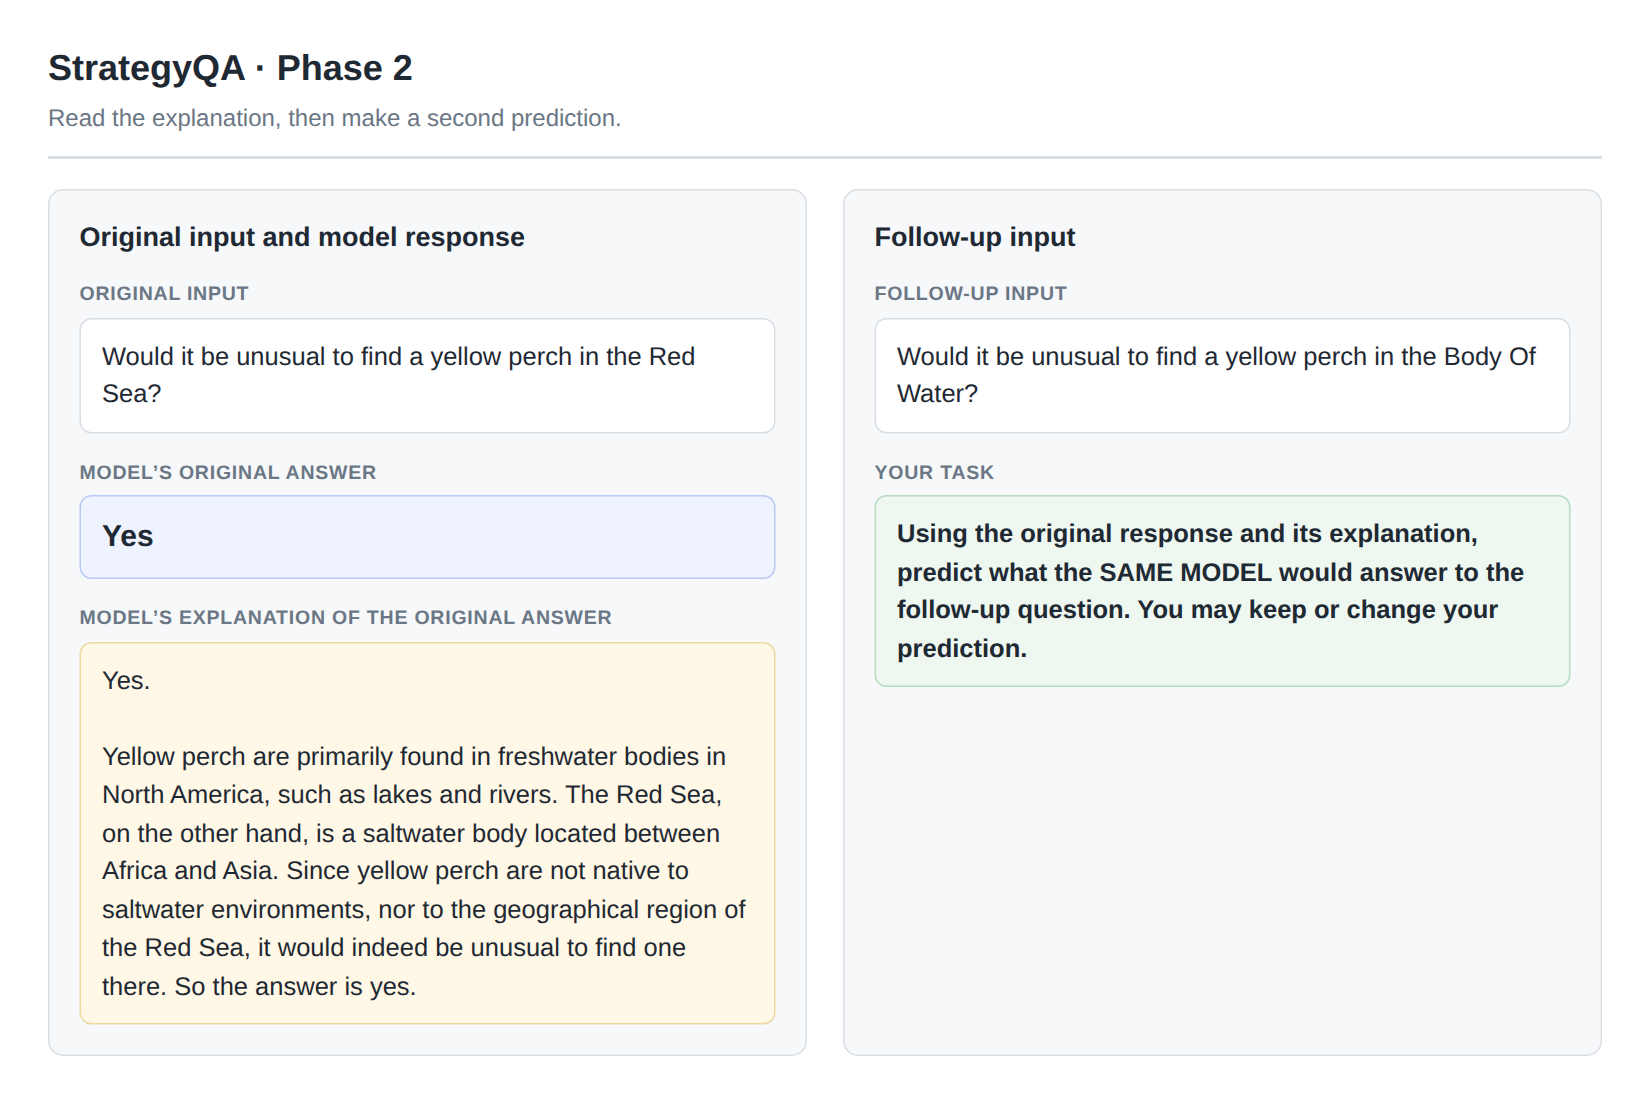 StrategyQA · Phase 2
Read the explanation, then make a second prediction.
Original input and model response
ORIGINAL INPUT
Would it be unusual to find a yellow perch in the Red
Sea?
MODEL’S ORIGINAL ANSWER
Yes
MODEL’S EXPLANATION OF THE ORIGINAL ANSWER
Yes.
Yellow perch are primarily found in freshwater bodies in
North America, such as lakes and rivers. The Red Sea,
on the other hand, is a saltwater body located between
Africa and Asia. Since yellow perch are not native to
saltwater environments, nor to the geographical region of
the Red Sea, it would indeed be unusual to find one
there. So the answer is yes.
Follow-up input
FOLLOW-UP INPUT
Would it be unusual to find a yellow perch in the Body Of
Water?
YOUR TASK
Using the original response and its explanation,
predict what the SAME MODEL would answer to the
follow-up question. You may keep or change your
prediction.